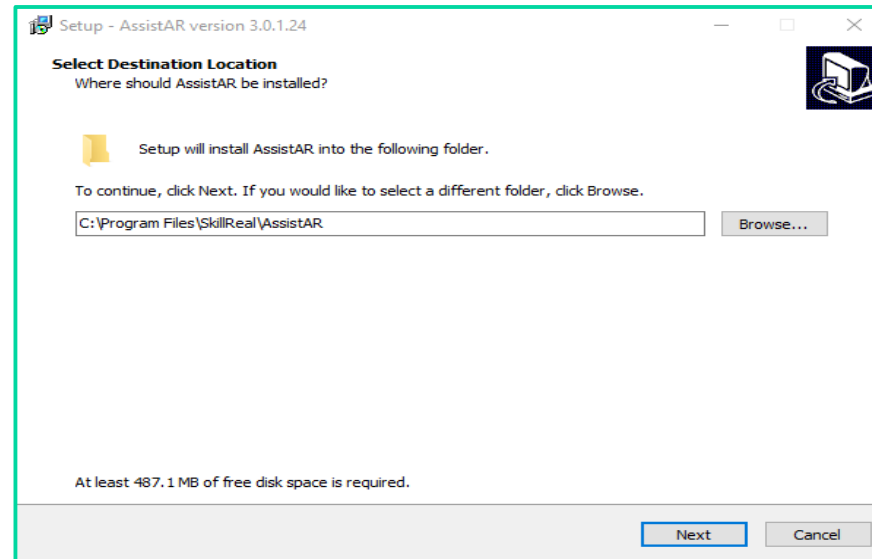 Setup - AssistAR version 3.0.1.24
Select Destination Location
Where should AssistAR be installed?
Setup will install AssistAR into the following folder.
To continue, click Next. If you would like to select a different folder, click Browse.
C:\Program Files\SkillReal\AssistAR
Browse...
At least 487.1 MB of free disk space is required.
Next
Cancel